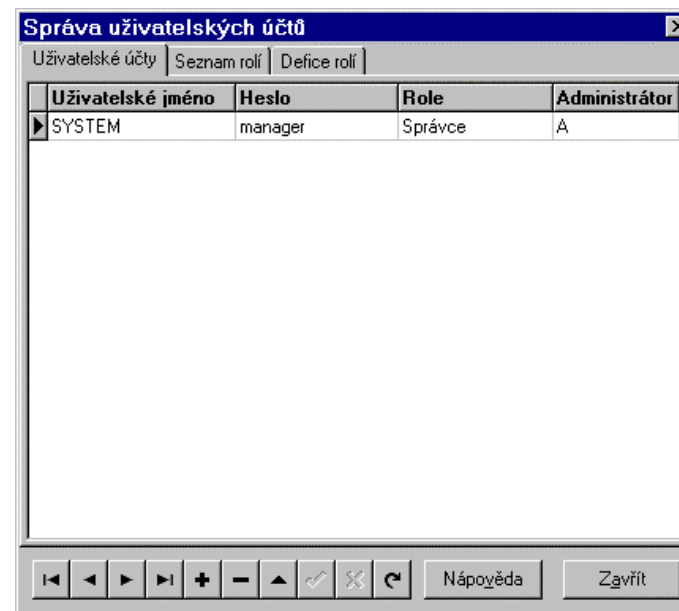 Správa uživatelských účtů
Uživatelské účty Seznam rolí Defice rolí
Uživatelské jméno Heslo Role Administrátor
SYSTEM manager Správce A
Nápověda Zavřít